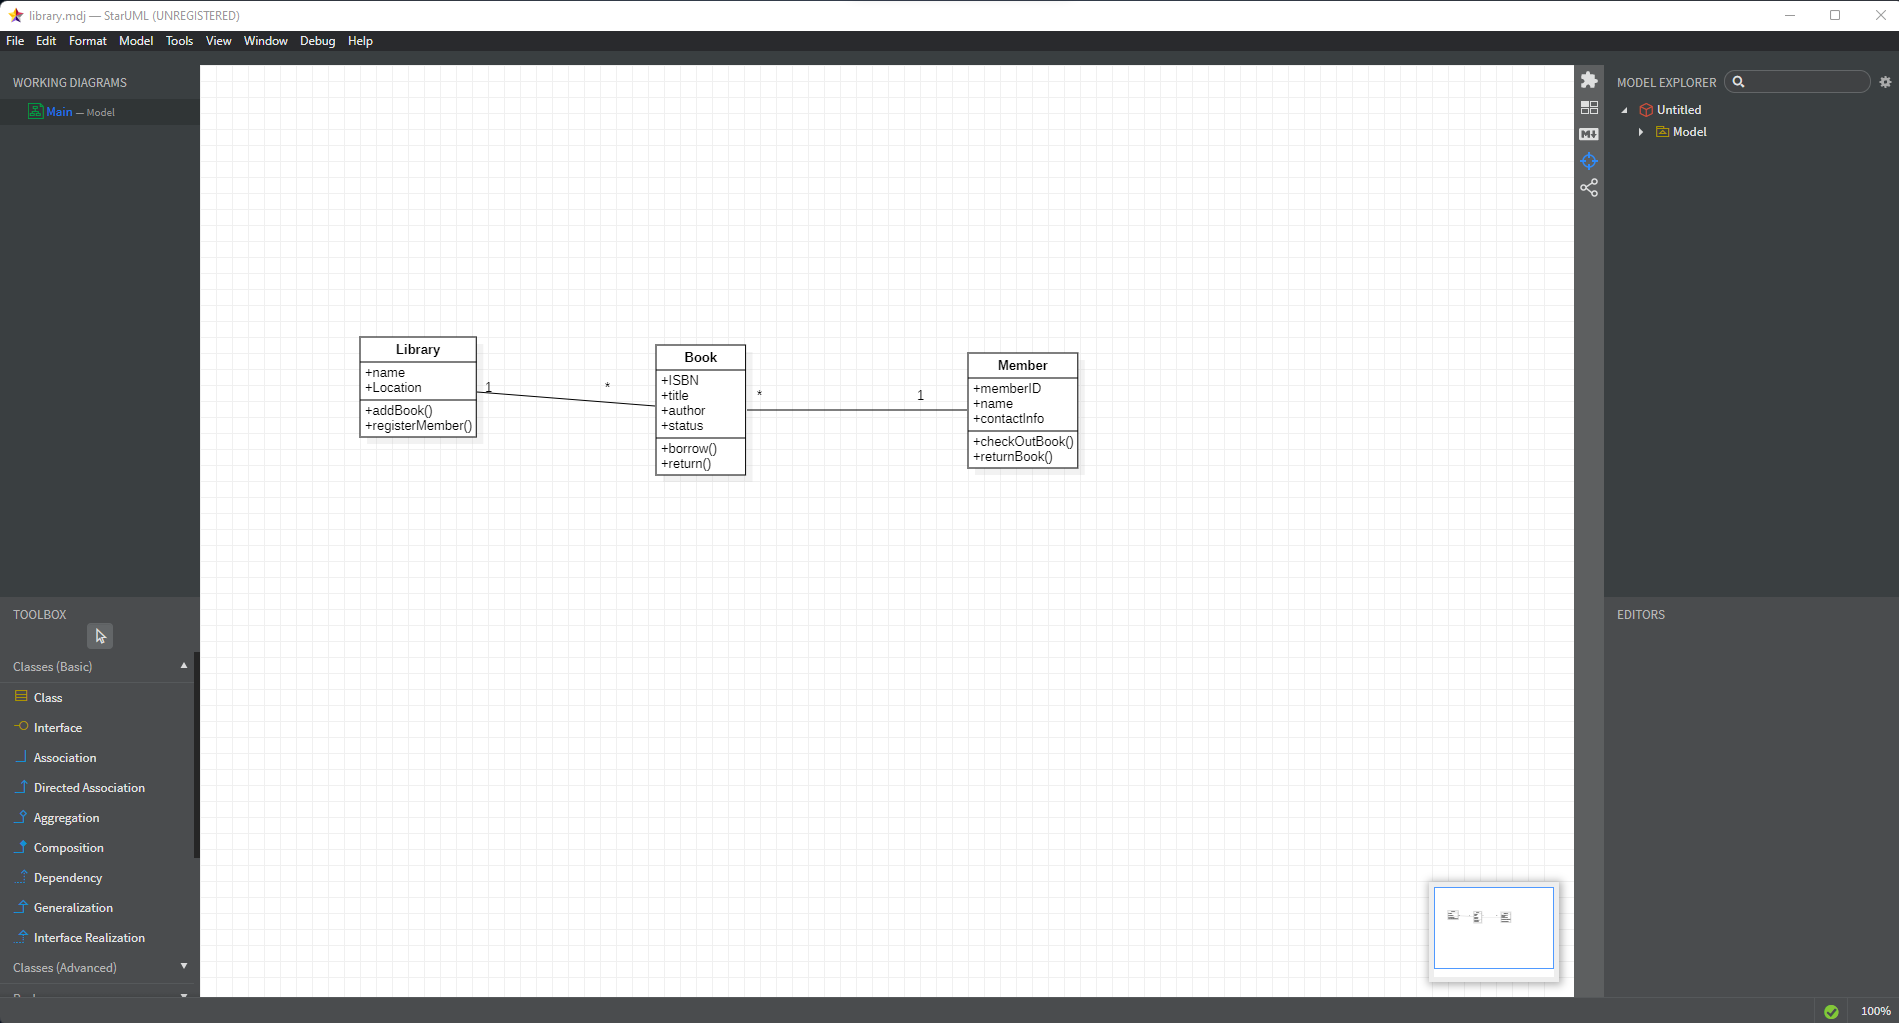 library.mdj — StarUML (UNREGISTERED)
File Edit Format Model Tools View Window Debug Help
WORKING DIAGRAMS
Main — Model
TOOLBOX
Classes (Basic)
Class
Interface
Association
Directed Association
Aggregation
Composition
Dependency
Generalization
Interface Realization
Classes (Advanced)
Library
+name
+Location
+addBook()
+registerMember()
1
*
Book
+ISBN
+title
+author
+status
+borrow()
+return()
*
1
Member
+memberID
+name
+contactInfo
+checkOutBook()
+returnBook()
M
MODEL EXPLORER
Untitled
Model
EDITORS
100%